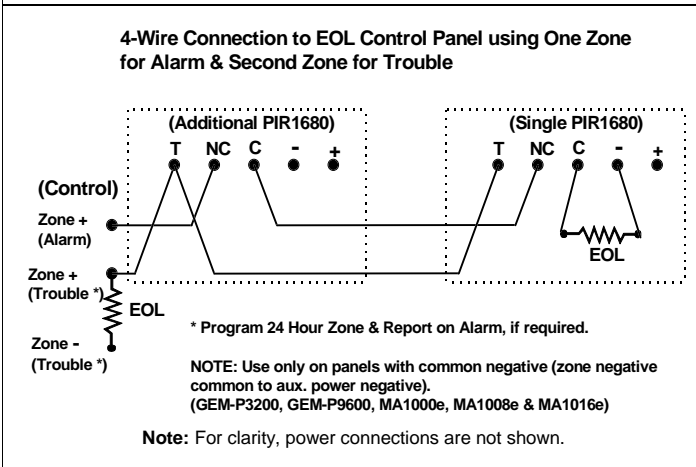 4-Wire Connection to EOL Control Panel using One Zone
for Alarm & Second Zone for Trouble
(Additional PIR1680)
T NC C - +
(Single PIR1680)
T NC C - +
(Control)
Zone +
(Alarm)
Zone +
(Trouble *)
EOL
Zone -
(Trouble *)
EOL
* Program 24 Hour Zone & Report on Alarm, if required.
NOTE: Use only on panels with common negative (zone negative
common to aux. power negative).
(GEM-P3200, GEM-P9600, MA1000e, MA1008e & MA1016e)
Note: For clarity, power connections are not shown.